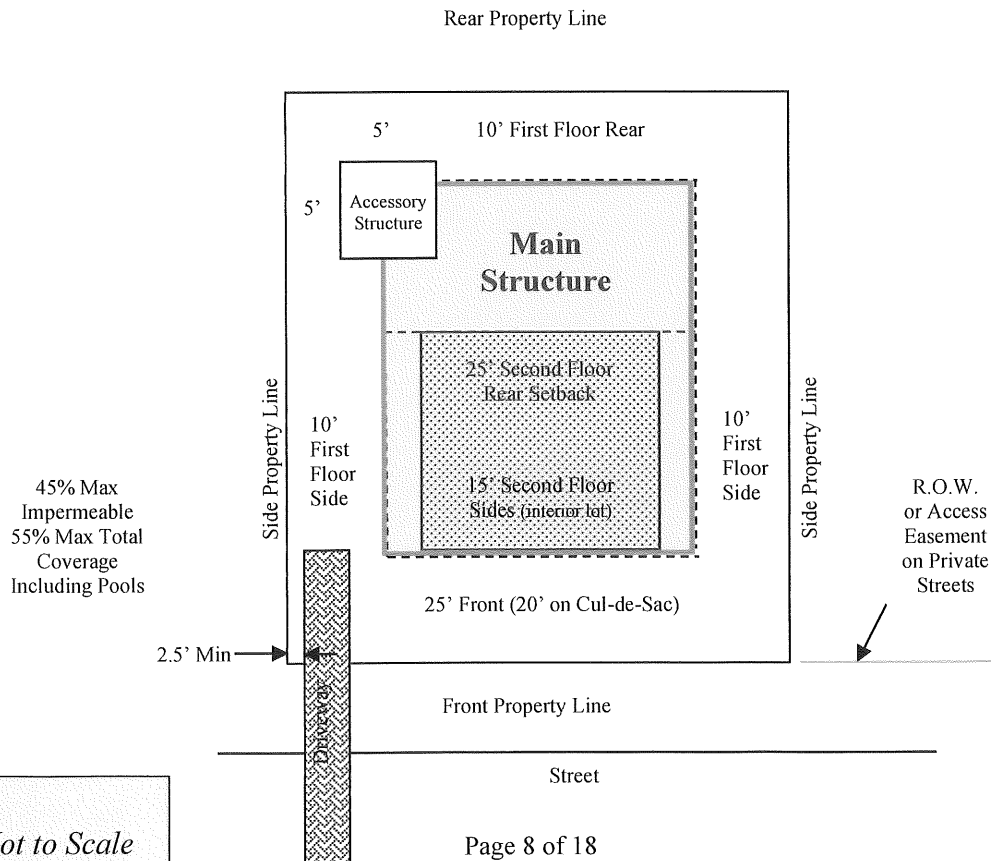 Rear Property Line
5’
10’ First Floor Rear
5’
Accessory
Structure
Main
Structure
25’ Second Floor
Rear Setback
Side Property Line
10’
First
Floor
Side
10’
First
Floor
Side
Side Property Line
45% Max
Impermeable
55% Max Total
Coverage
Including Pools
15’ Second Floor
Sides (interior lot)
R.O.W.
or Access
Easement
on Private
Streets
25’ Front (20’ on Cul-de-Sac)
2.5’ Min
Driveway
Front Property Line
Street
to Scale
Page 8 of 18